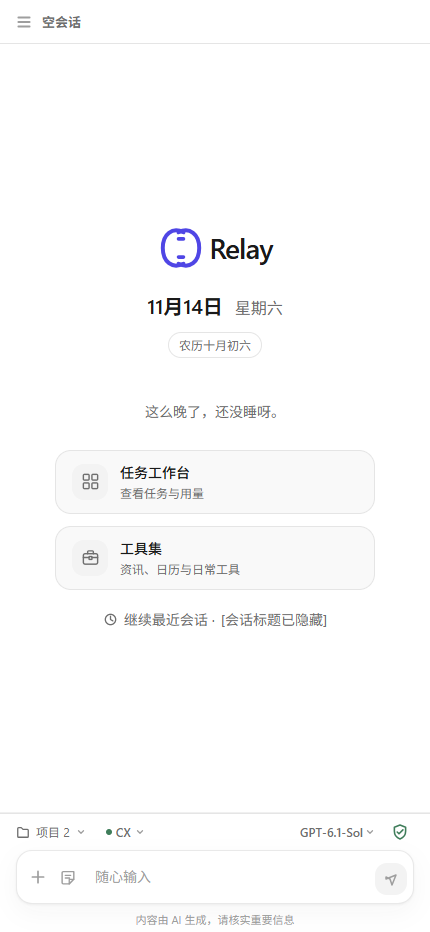 空会话
Relay
11月14日 星期六
农历十月初六
这么晚了，还没睡呀。
任务工作台
查看任务与用量
工具集
资讯、日历与日常工具
继续最近会话 · [会话标题已隐藏]
项目 2 CX GPT-6.1-Sol
随心输入
内容由 AI 生成，请核实重要信息